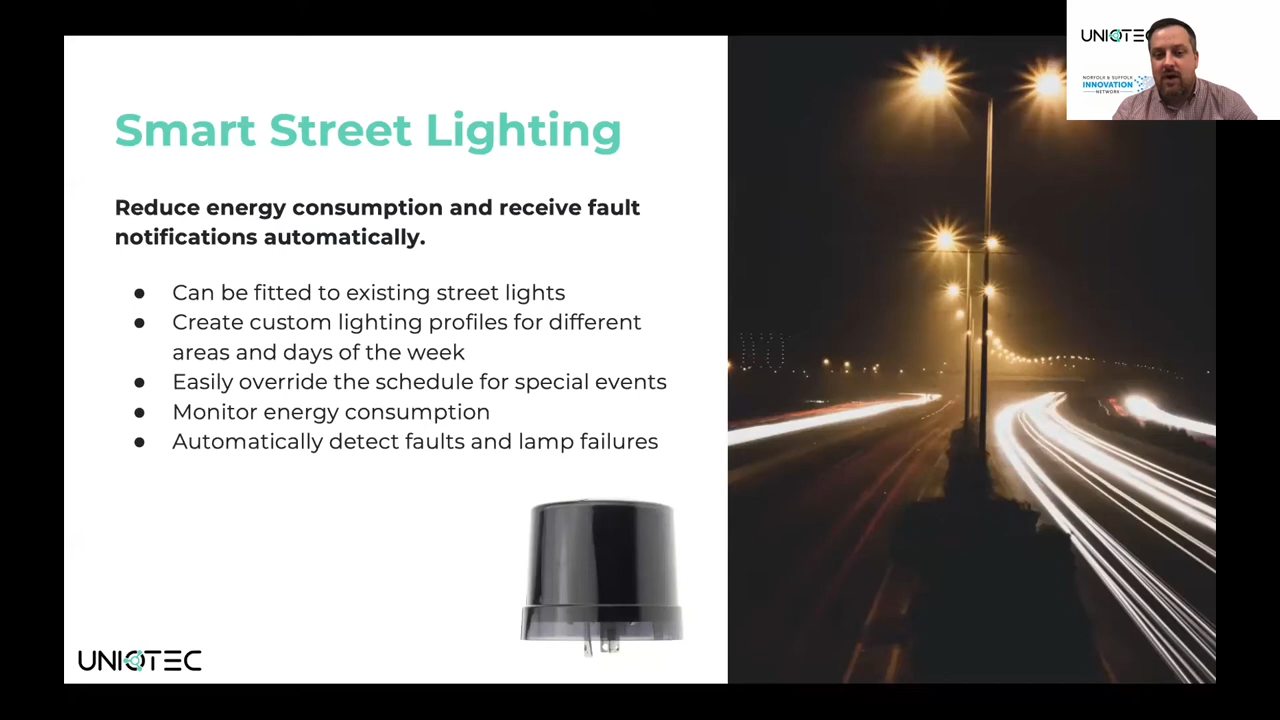 Smart Street Lighting
Reduce energy consumption and receive fault
notifications automatically.
● Can be fitted to existing street lights
● Create custom lighting profiles for different
areas and days of the week
● Easily override the schedule for special events
● Monitor energy consumption
● Automatically detect faults and lamp failures
UNIOTEC
UNIOTEC
NORFOLK & SUFFOLK
INNOVATION
NETWORK